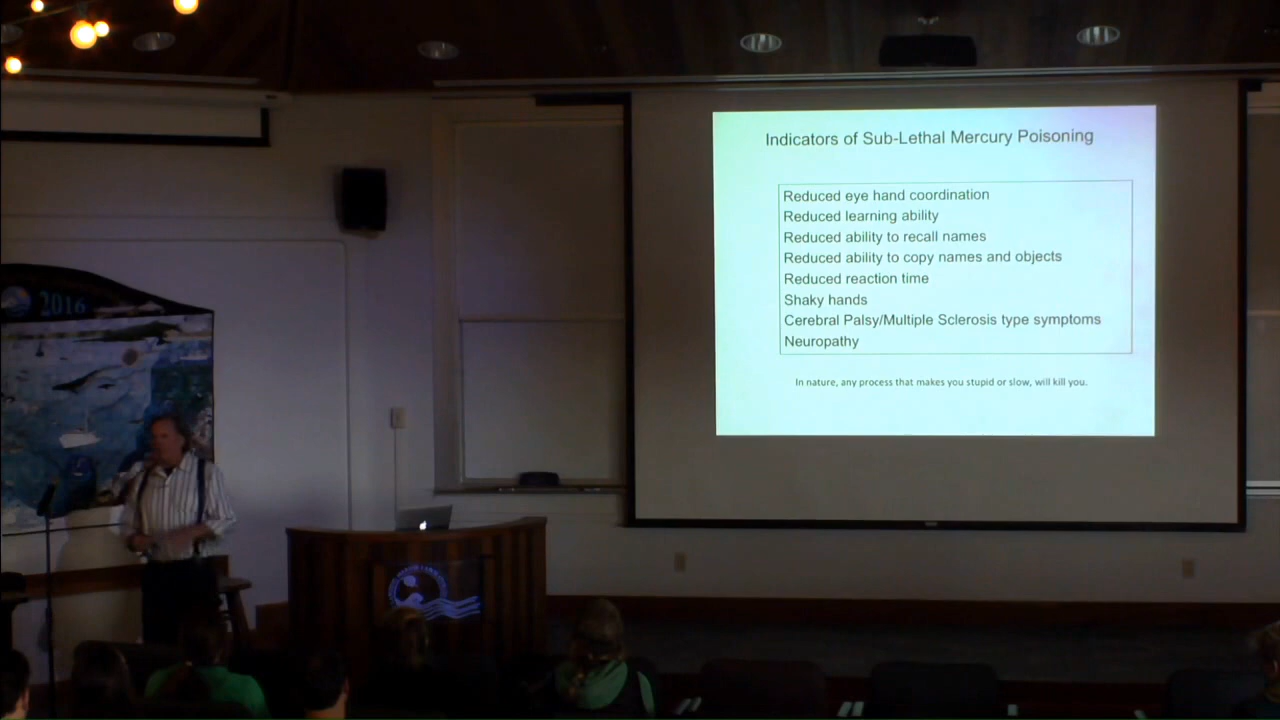 Indicators of Sub-Lethal Mercury Poisoning
Reduced eye hand coordination
Reduced learning ability
Reduced ability to recall names
Reduced ability to copy names and objects
Reduced reaction time
Shaky hands
Cerebral Palsy/Multiple Sclerosis type symptoms
Neuropathy
In nature, any process that makes you stupid or slow, will kill you.
2016